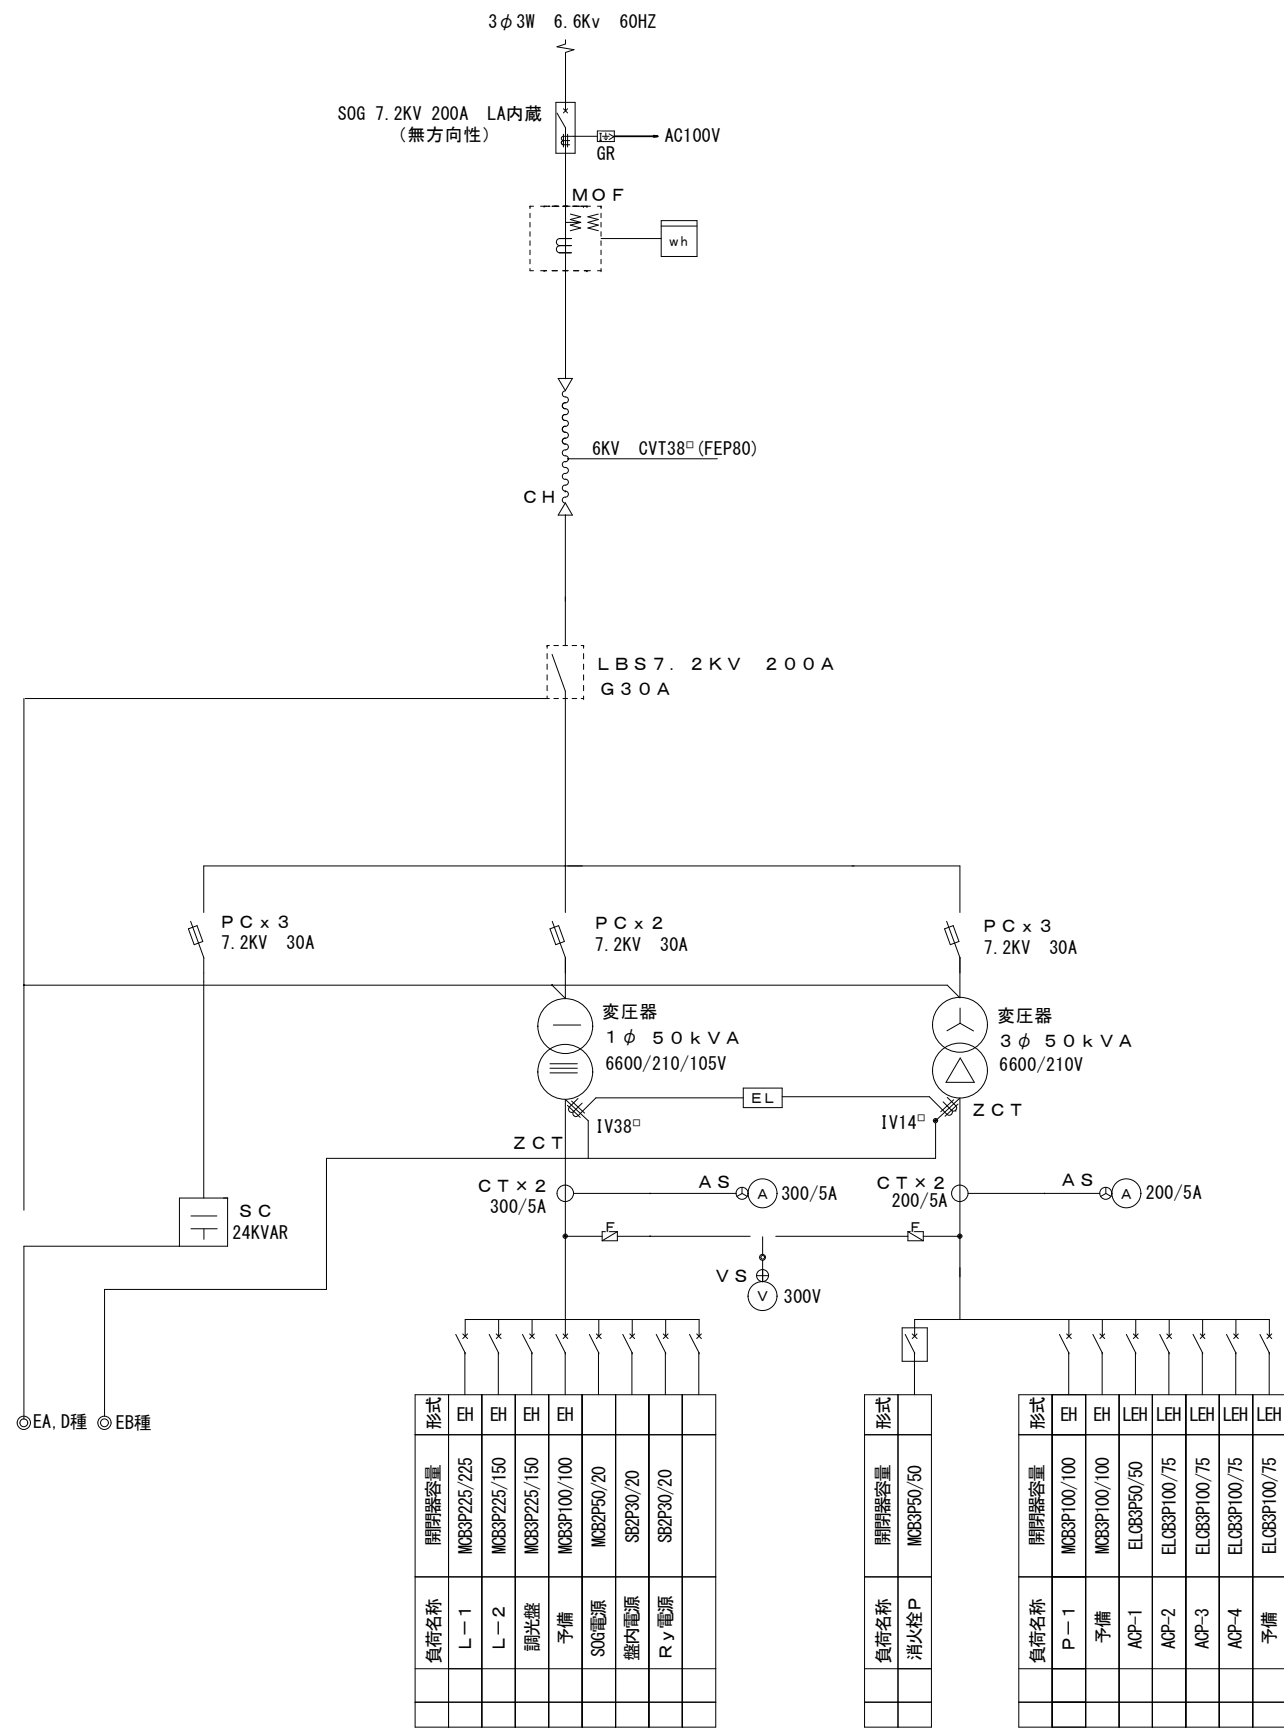 3φ3W 6.6Kv 60HZ
SOG 7.2KV 200A LA内蔵
(無方向性)
I⏚>
GR
AC100V
MOF
wh
6KV CVT38□(FEP80)
CH
LBS7.2KV 200A
G30A
PCx3
7.2KV 30A
PCx2
7.2KV 30A
PCx3
7.2KV 30A
変圧器
1φ 50kVA
6600/210/105V
変圧器
3φ 50kVA
6600/210V
EL
IV38□
IV14□
ZCT
ZCT
CT×2
300/5A
AS
A
300/5A
CT×2
200/5A
AS
A
200/5A
SC
24KVAR
F
F
VS
V
300V
EA,D種
EB種
形式 EH EH EH EH
開閉器容量 MCB3P225/225 MCB3P225/150 MCB3P225/150 MCB3P100/100 MCB2P50/20 SB2P30/20 SB2P30/20
負荷名称 L－1 L－2 調光盤 予備 SOG電源 盤内電源 Ry電源
形式
開閉器容量 MCB3P50/50
負荷名称 消火栓P
形式 EH EH LEH LEH LEH LEH LEH
開閉器容量 MCB3P100/100 MCB3P100/100 ELCB3P50/50 ELCB3P100/75 ELCB3P100/75 ELCB3P100/75 ELCB3P100/75
負荷名称 P－1 予備 ACP-1 ACP-2 ACP-3 ACP-4 予備